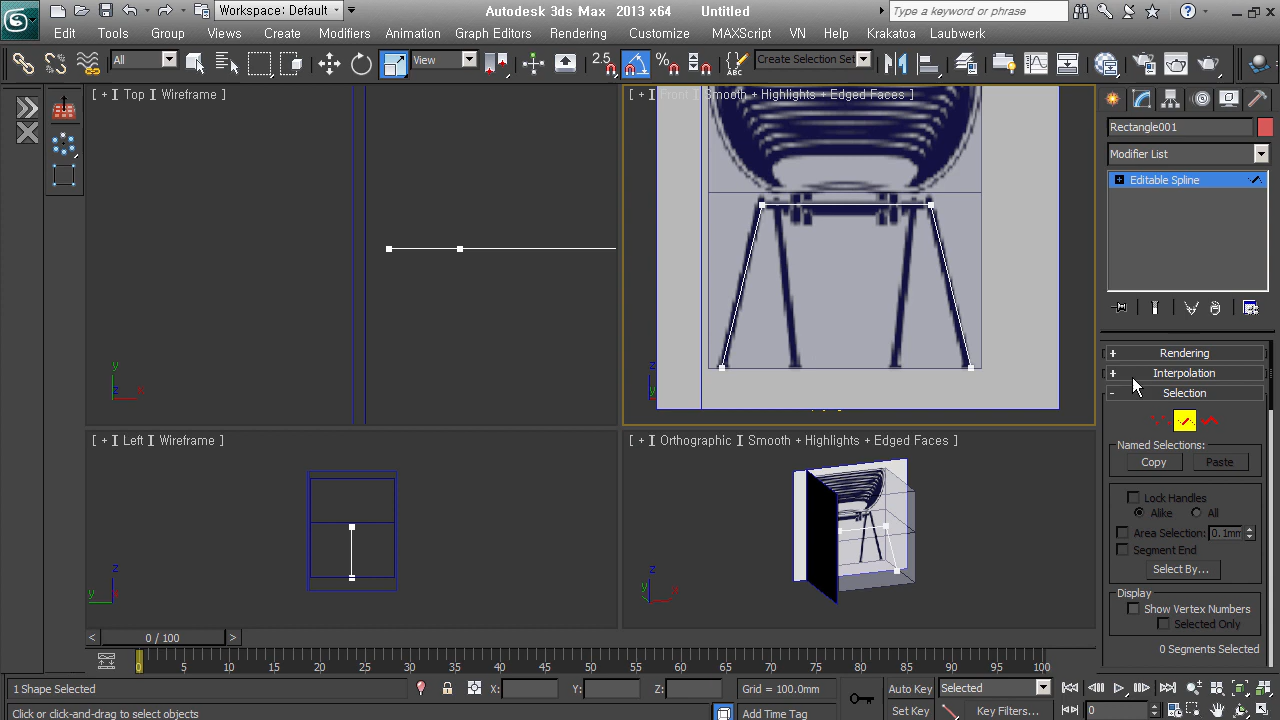 Workspace: Default
Autodesk 3ds Max 2013 x64 Untitled
Type a keyword or phrase
Edit Tools Group Views Create Modifiers Animation Graph Editors Rendering Customize MAXScript VN Help Krakatoa Laubwerk
All View 2.5 Create Selection Set
[ + ] Top ] Wireframe ]
[ + ] Front ] Smooth + Highlights + Edged Faces ]
Rectangle001
Modifier List
Editable Spline
y x z
z
Rendering
Interpolation
Selection
[ + ] Left ] Wireframe ]
[ + ] Orthographic ] Smooth + Highlights + Edged Faces ]
Named Selections:
Copy Paste
Lock Handles
Alike All
Area Selection: 0.1mm
Segment End
Select By...
z y x
z x
Display
Show Vertex Numbers
Selected Only
0 Segments Selected
< 0 / 100 >
0 5 10 15 20 25 30 35 40 45 50 55 60 65 70 75 80 85 90 95 100
1 Shape Selected X: Y: Z: Grid = 100.0mm Auto Key Selected
Click or click-and-drag to select objects Add Time Tag Set Key Key Filters... 0